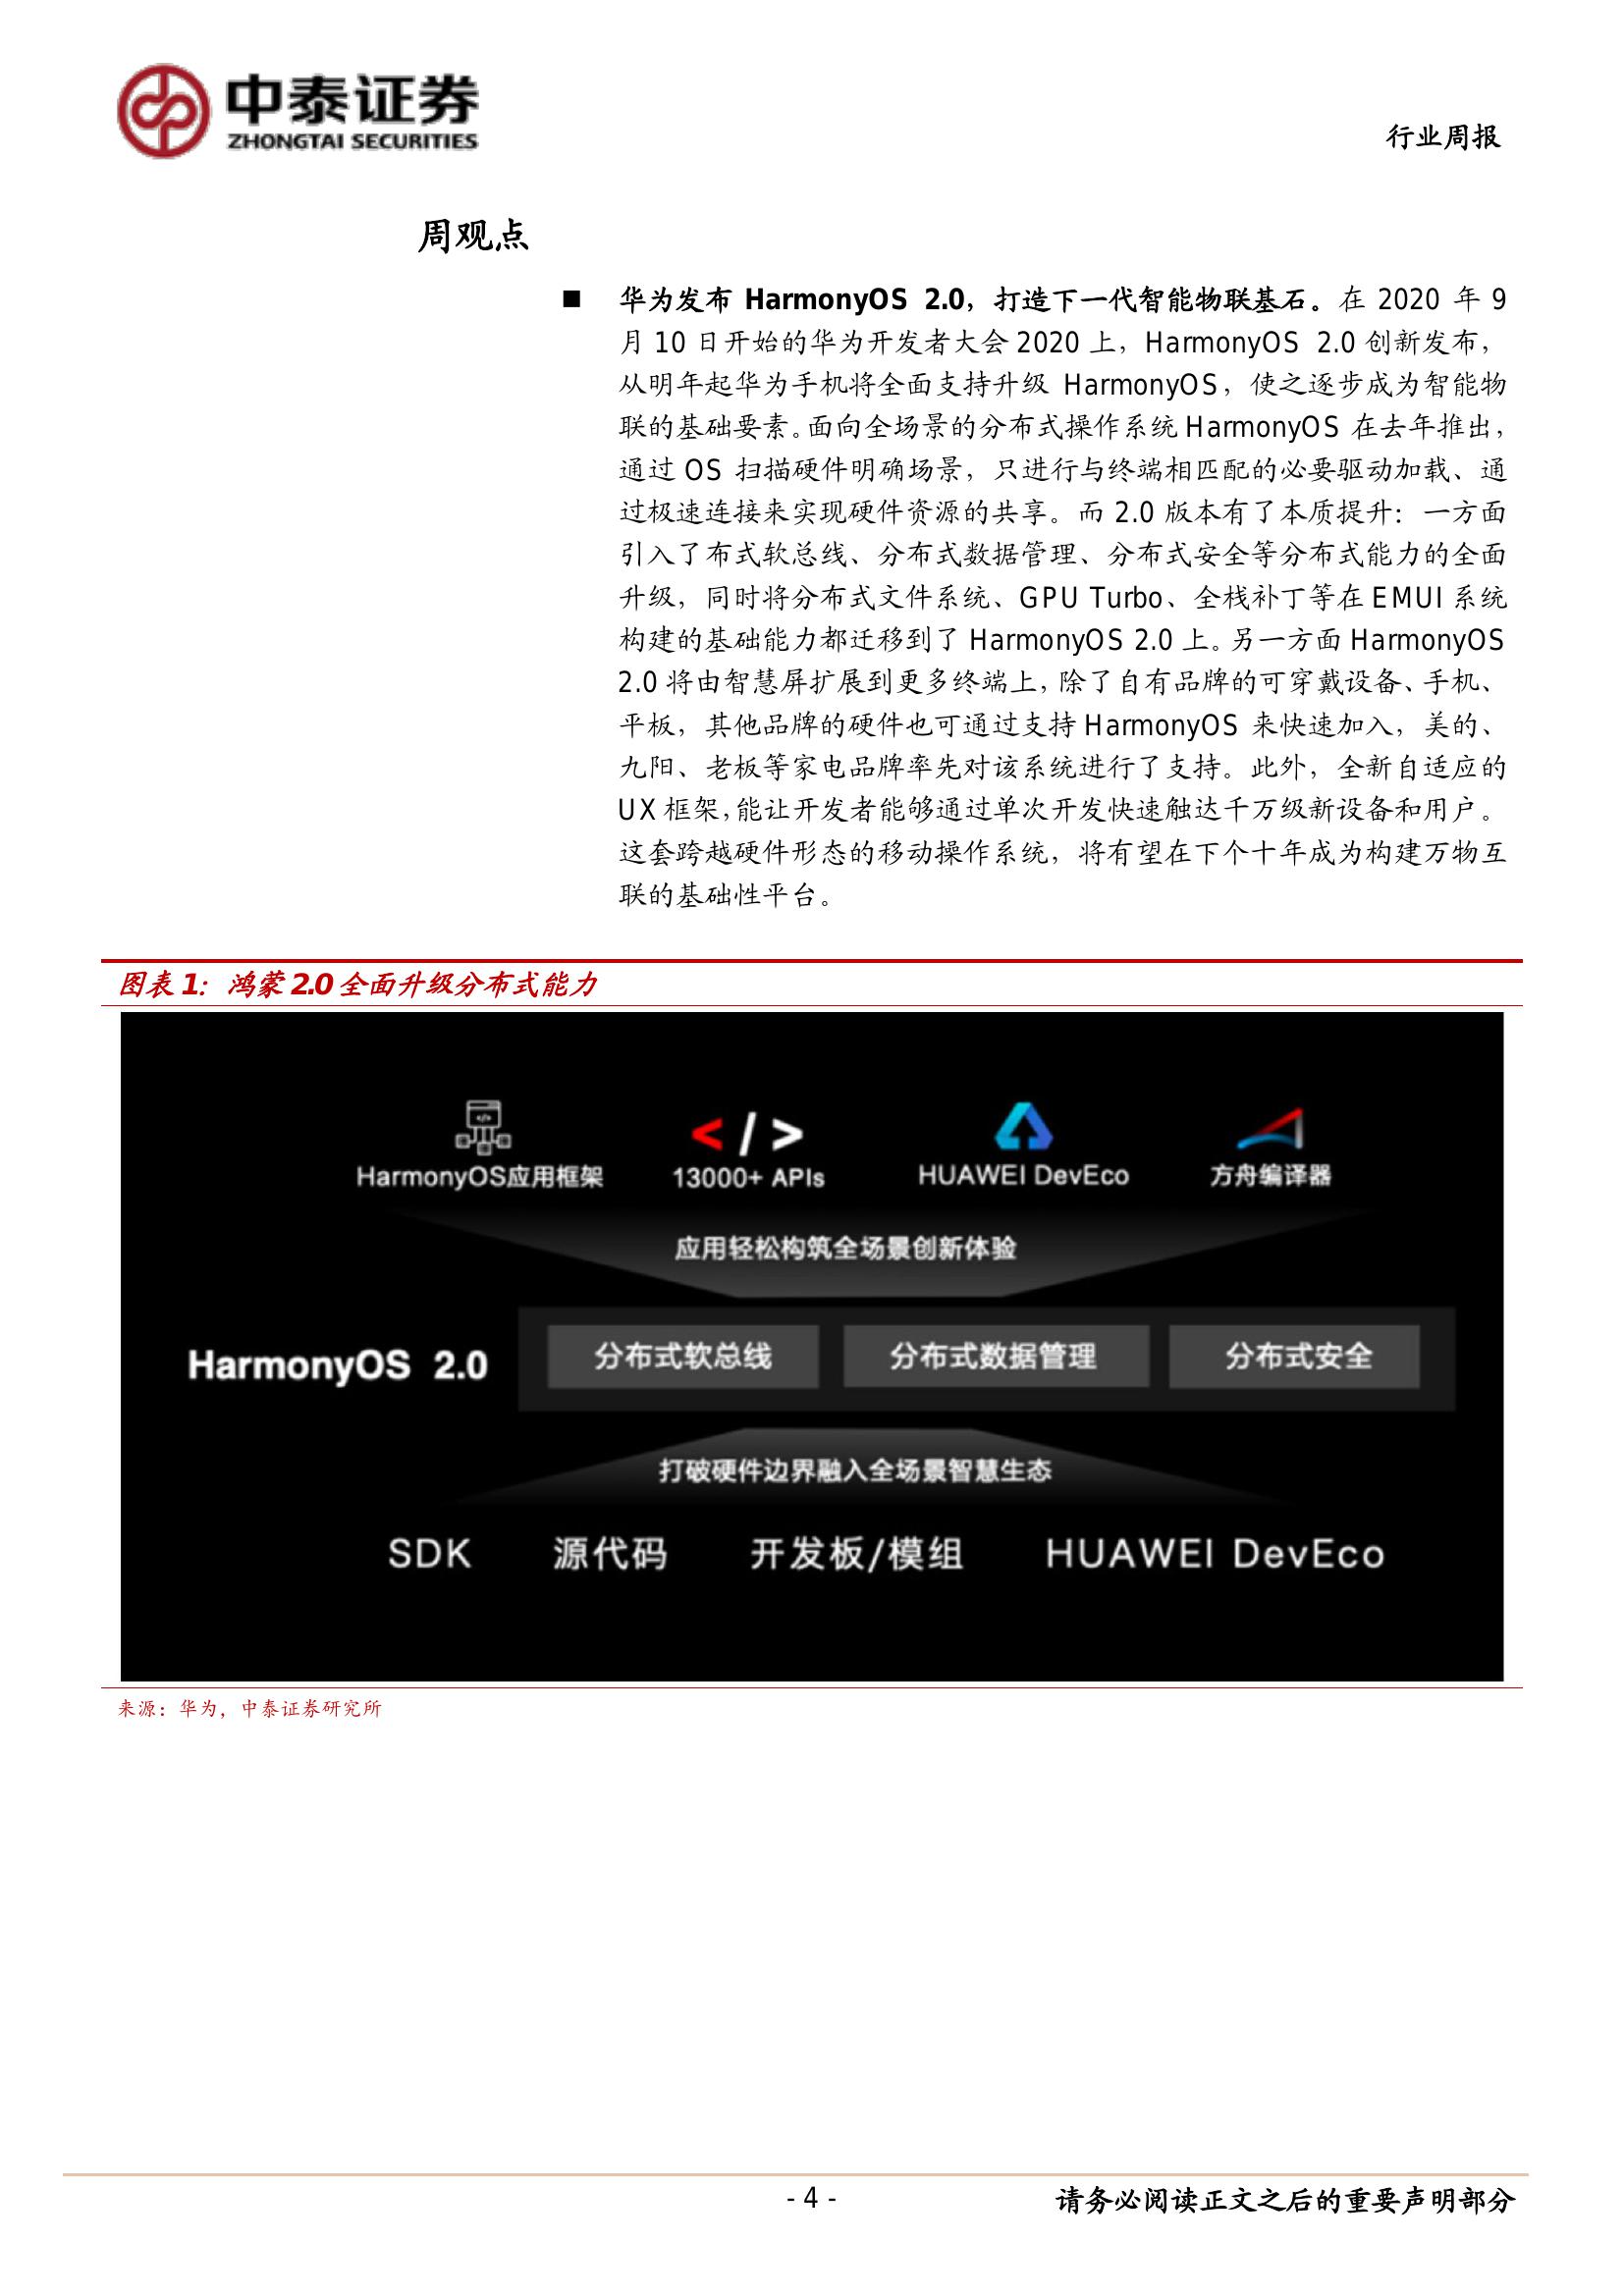 中泰证券
ZHONGTAI SECURITIES
行业周报
周观点
■ 华为发布 HarmonyOS 2.0，打造下一代智能物联基石。在 2020 年 9
月 10 日开始的华为开发者大会 2020 上，HarmonyOS 2.0 创新发布，
从明年起华为手机将全面支持升级 HarmonyOS，使之逐步成为智能物
联的基础要素。面向全场景的分布式操作系统 HarmonyOS 在去年推出，
通过 OS 扫描硬件明确场景，只进行与终端相匹配的必要驱动加载、通
过极速连接来实现硬件资源的共享。而 2.0 版本有了本质提升：一方面
引入了布式软总线、分布式数据管理、分布式安全等分布式能力的全面
升级，同时将分布式文件系统、GPU Turbo、全栈补丁等在 EMUI 系统
构建的基础能力都迁移到了 HarmonyOS 2.0 上。另一方面 HarmonyOS
2.0 将由智慧屏扩展到更多终端上，除了自有品牌的可穿戴设备、手机、
平板，其他品牌的硬件也可通过支持 HarmonyOS 来快速加入，美的、
九阳、老板等家电品牌率先对该系统进行了支持。此外，全新自适应的
UX 框架，能让开发者能够通过单次开发快速触达千万级新设备和用户。
这套跨越硬件形态的移动操作系统，将有望在下个十年成为构建万物互
联的基础性平台。
图表 1：鸿蒙 2.0 全面升级分布式能力
</>
HarmonyOS应用框架 13000+ APIs HUAWEI DevEco 方舟编译器
应用轻松构筑全场景创新体验
HarmonyOS 2.0 分布式软总线 分布式数据管理 分布式安全
打破硬件边界融入全场景智慧生态
SDK 源代码 开发板/模组 HUAWEI DevEco
来源：华为，中泰证券研究所
- 4 - 请务必阅读正文之后的重要声明部分